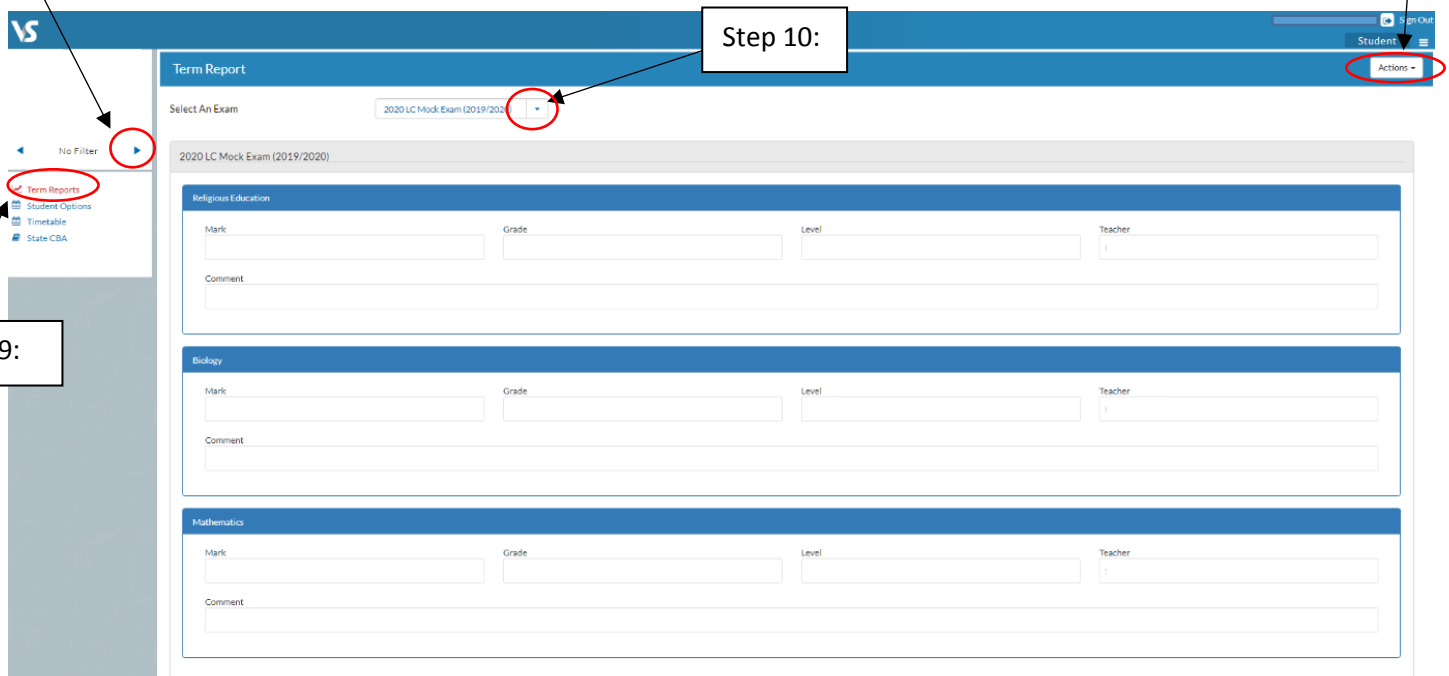 VS
Sign Out
Student
Step 10:
Term Report
Actions
Select An Exam
2020 LC Mock Exam (2019/2020)
No Filter
2020 LC Mock Exam (2019/2020)
Term Reports
Student Options
Timetable
State CBA
9:
Religious Education
Mark Grade Level Teacher
Comment
Biology
Mark Grade Level Teacher
Comment
Mathematics
Mark Grade Level Teacher
Comment